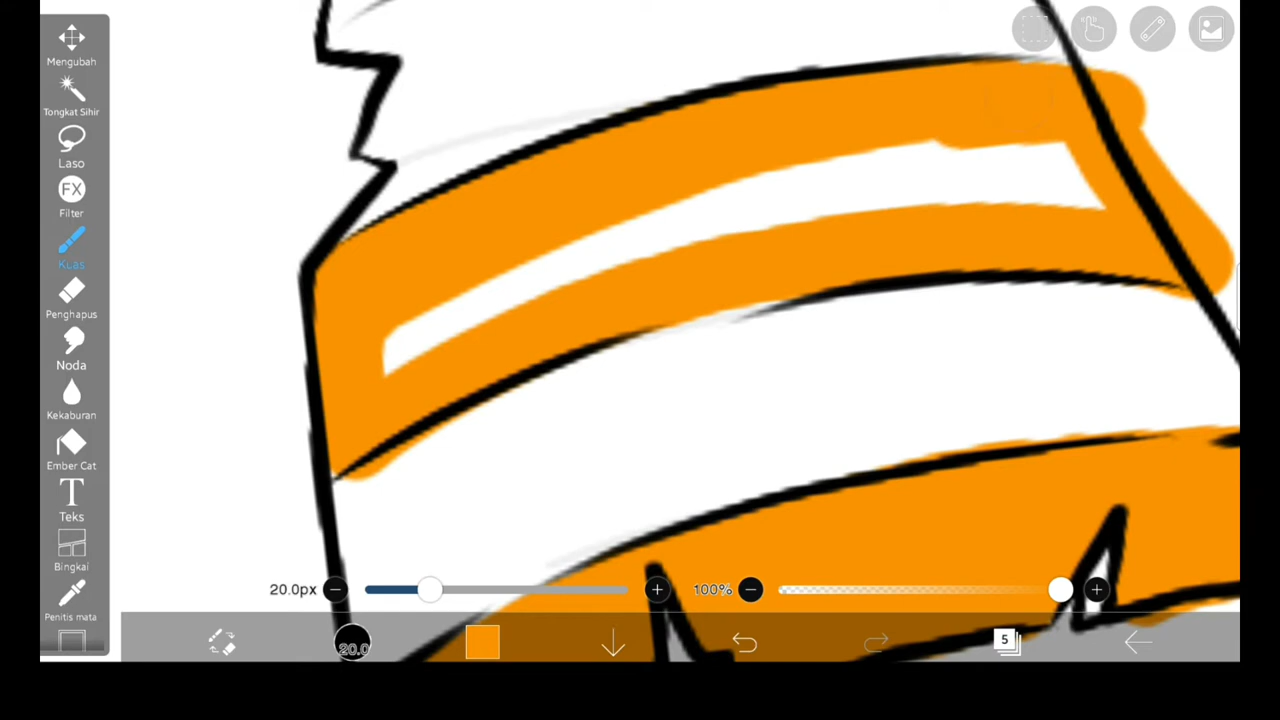 Mengubah
Tongkat Sihir
Laso
FX
Filter
Kuas
Penghapus
Noda
Kekaburan
Ember Cat
T
Teks
Bingkai
Penitis mata
20.0px
100%
20.0
5